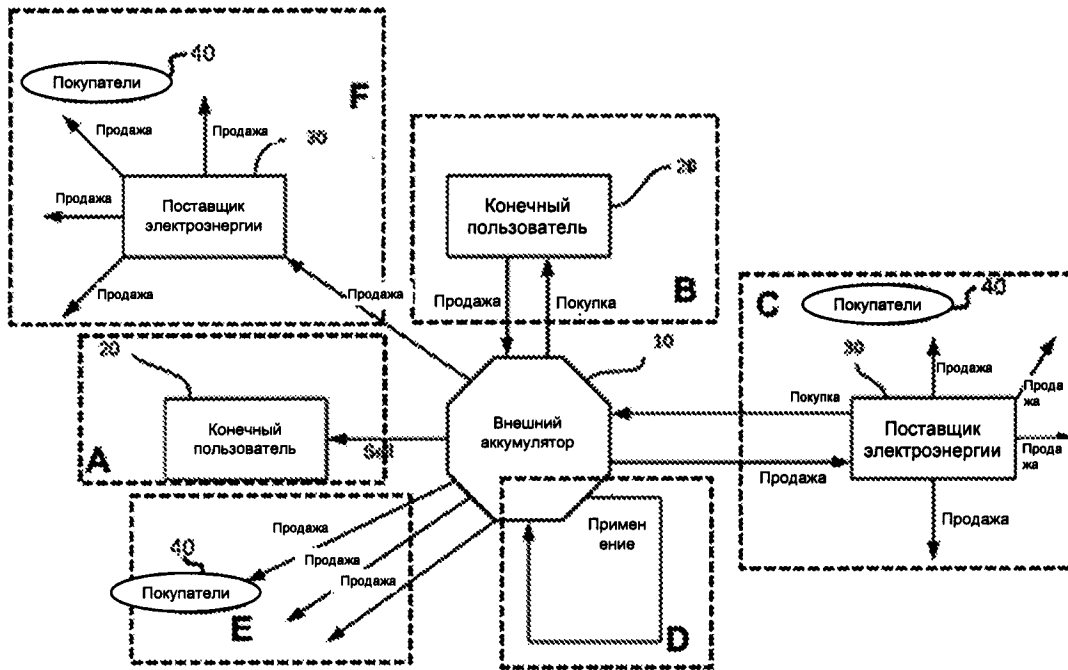 40
Покупатели
F
Продажа
Продажа
30
Продажа
Поставщик
электроэнергии
Продажа
Продажа
20
Конечный
пользователь
B
Продажа
Покупка
10
C
Покупатели
40
30
Продажа
Прода
жа
Покупка
Поставщик
электроэнергии
Прода
жа
Продажа
Продажа
20
Конечный
пользователь
A
Sell
Внешний
аккумулятор
Продажа
Продажа
Продажа
40
Покупатели
E
Примен
ение
D